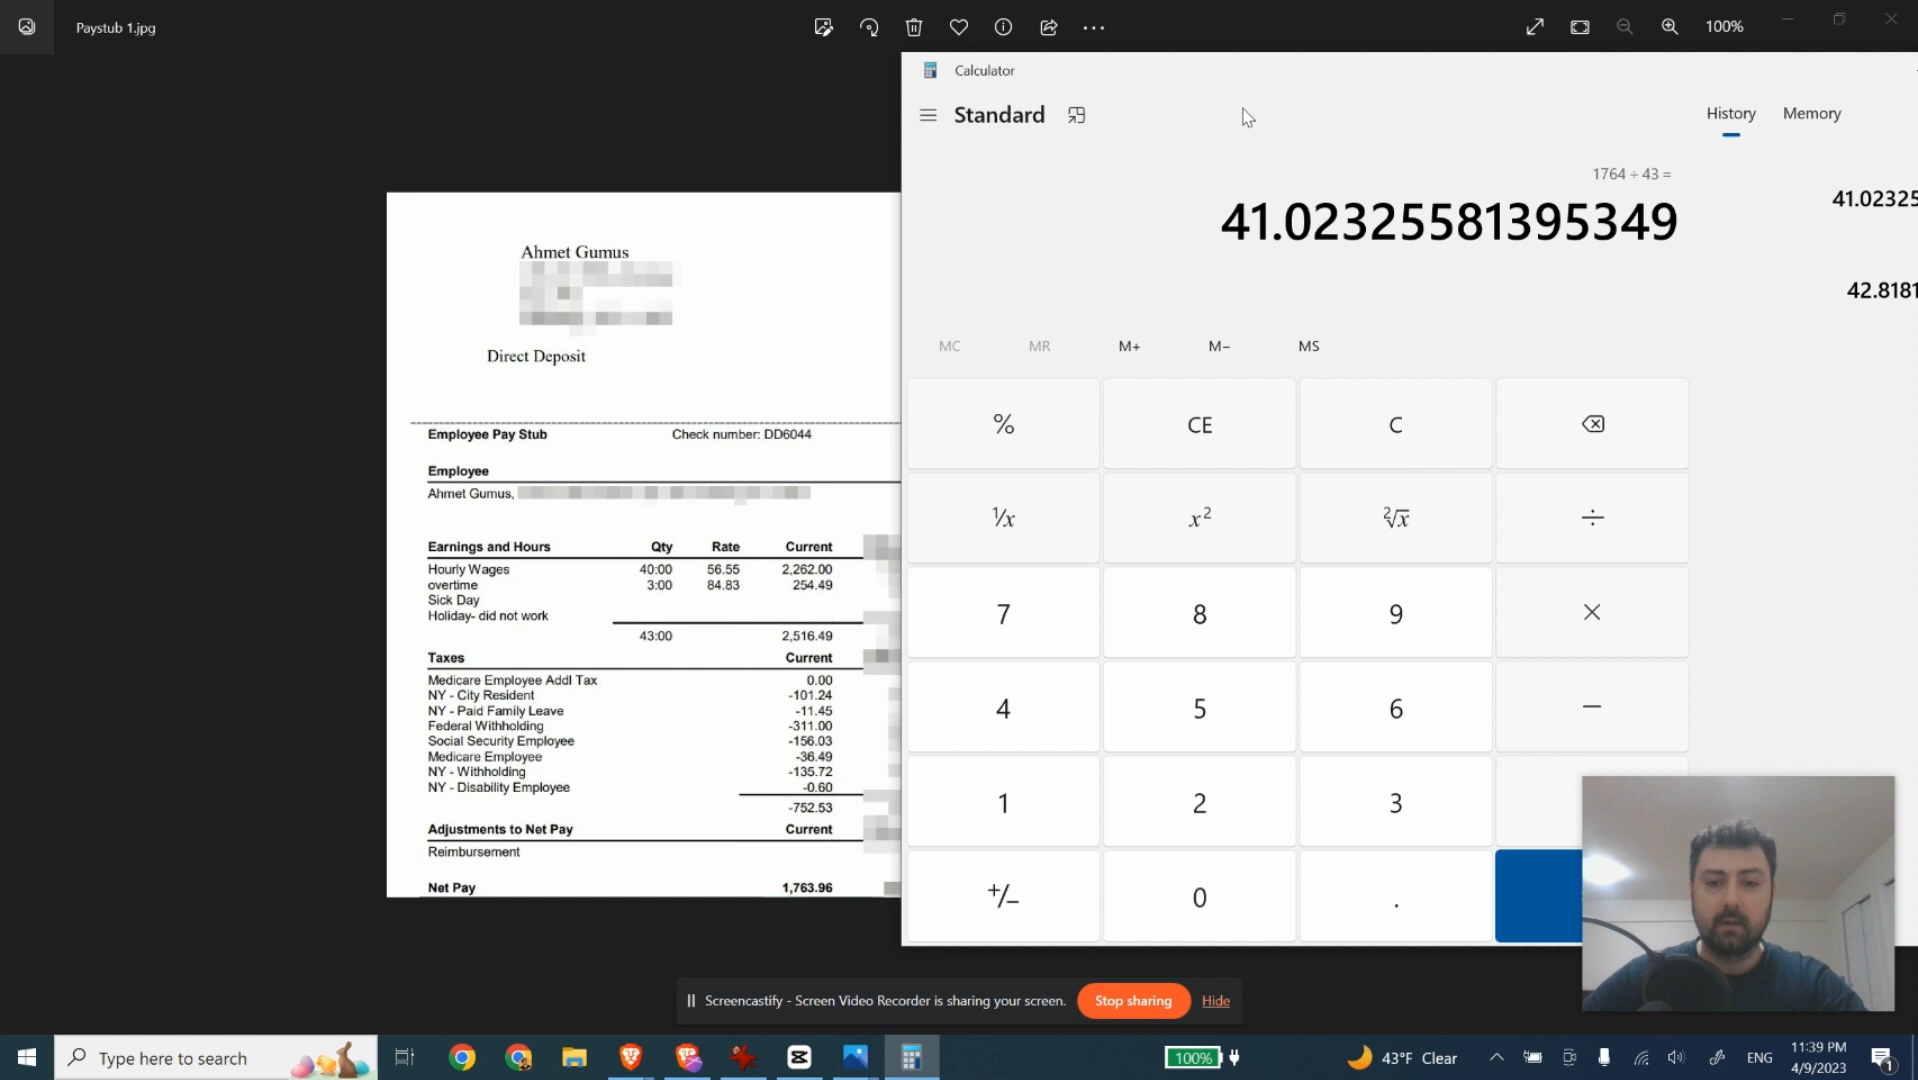 Paystub 1.jpg
100%
Calculator
Standard
History
Memory
1764 ÷ 43 =
41.02325581395349
41.02325
42.8181
MC MR M+ M− MS
% CE C
¹/x x² ²√x ÷
7 8 9 ×
4 5 6 −
1 2 3
+/− 0 .
Ahmet Gumus
Direct Deposit
Employee Pay Stub Check number: DD6044
Employee
Ahmet Gumus,
Earnings and Hours Qty Rate Current
Hourly Wages 40:00 56.55 2,262.00
overtime 3:00 84.83 254.49
Sick Day
Holiday- did not work
43:00 2,516.49
Taxes Current
Medicare Employee Addl Tax 0.00
NY - City Resident -101.24
NY - Paid Family Leave -11.45
Federal Withholding -311.00
Social Security Employee -156.03
Medicare Employee -36.49
NY - Withholding -135.72
NY - Disability Employee -0.60
-752.53
Adjustments to Net Pay Current
Reimbursement
Net Pay 1,763.96
Screencastify - Screen Video Recorder is sharing your screen. Stop sharing Hide
Type here to search
100%
43°F Clear
ENG
11:39 PM
4/9/2023
1